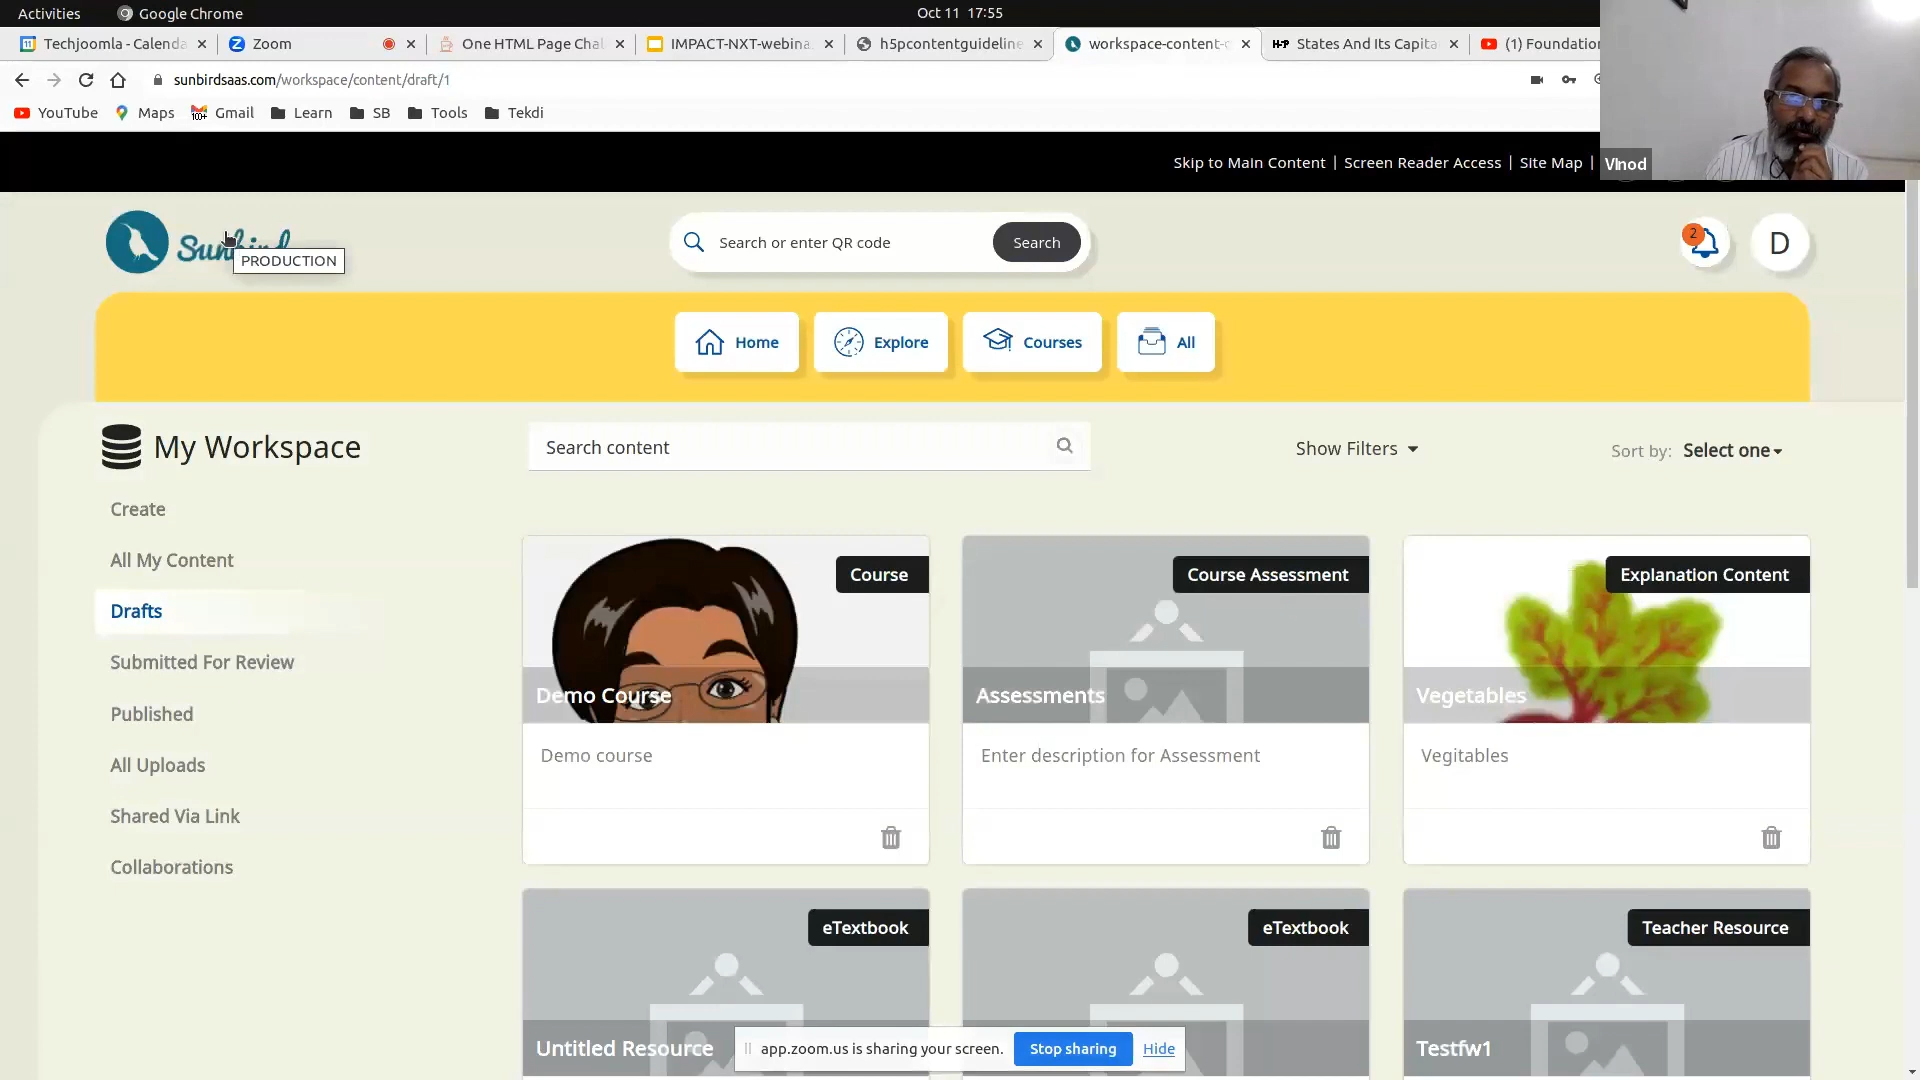 Activities
Google Chrome
Oct 11 17:55
Techjoomla - Calenda
Zoom
One HTML Page Chal
IMPACT-NXT-webina
h5pcontentguideline
workspace-content-
States And Its Capita
(1) Foundation
sunbirdsaas.com/workspace/content/draft/1
YouTube
Maps
Gmail
Learn
SB
Tools
Tekdi
Skip to Main Content | Screen Reader Access | Site Map |
VInod
Sunbird
PRODUCTION
Search or enter QR code
Search
2
D
Home
Explore
Courses
All
My Workspace
Search content
Show Filters
Sort by: Select one
Create
All My Content
Drafts
Submitted For Review
Published
All Uploads
Shared Via Link
Collaborations
Course
Demo Course
Demo course
Course Assessment
Assessments
Enter description for Assessment
Explanation Content
Vegetables
Vegitables
eTextbook
Untitled Resource
eTextbook
Teacher Resource
Testfw1
app.zoom.us is sharing your screen.
Stop sharing
Hide